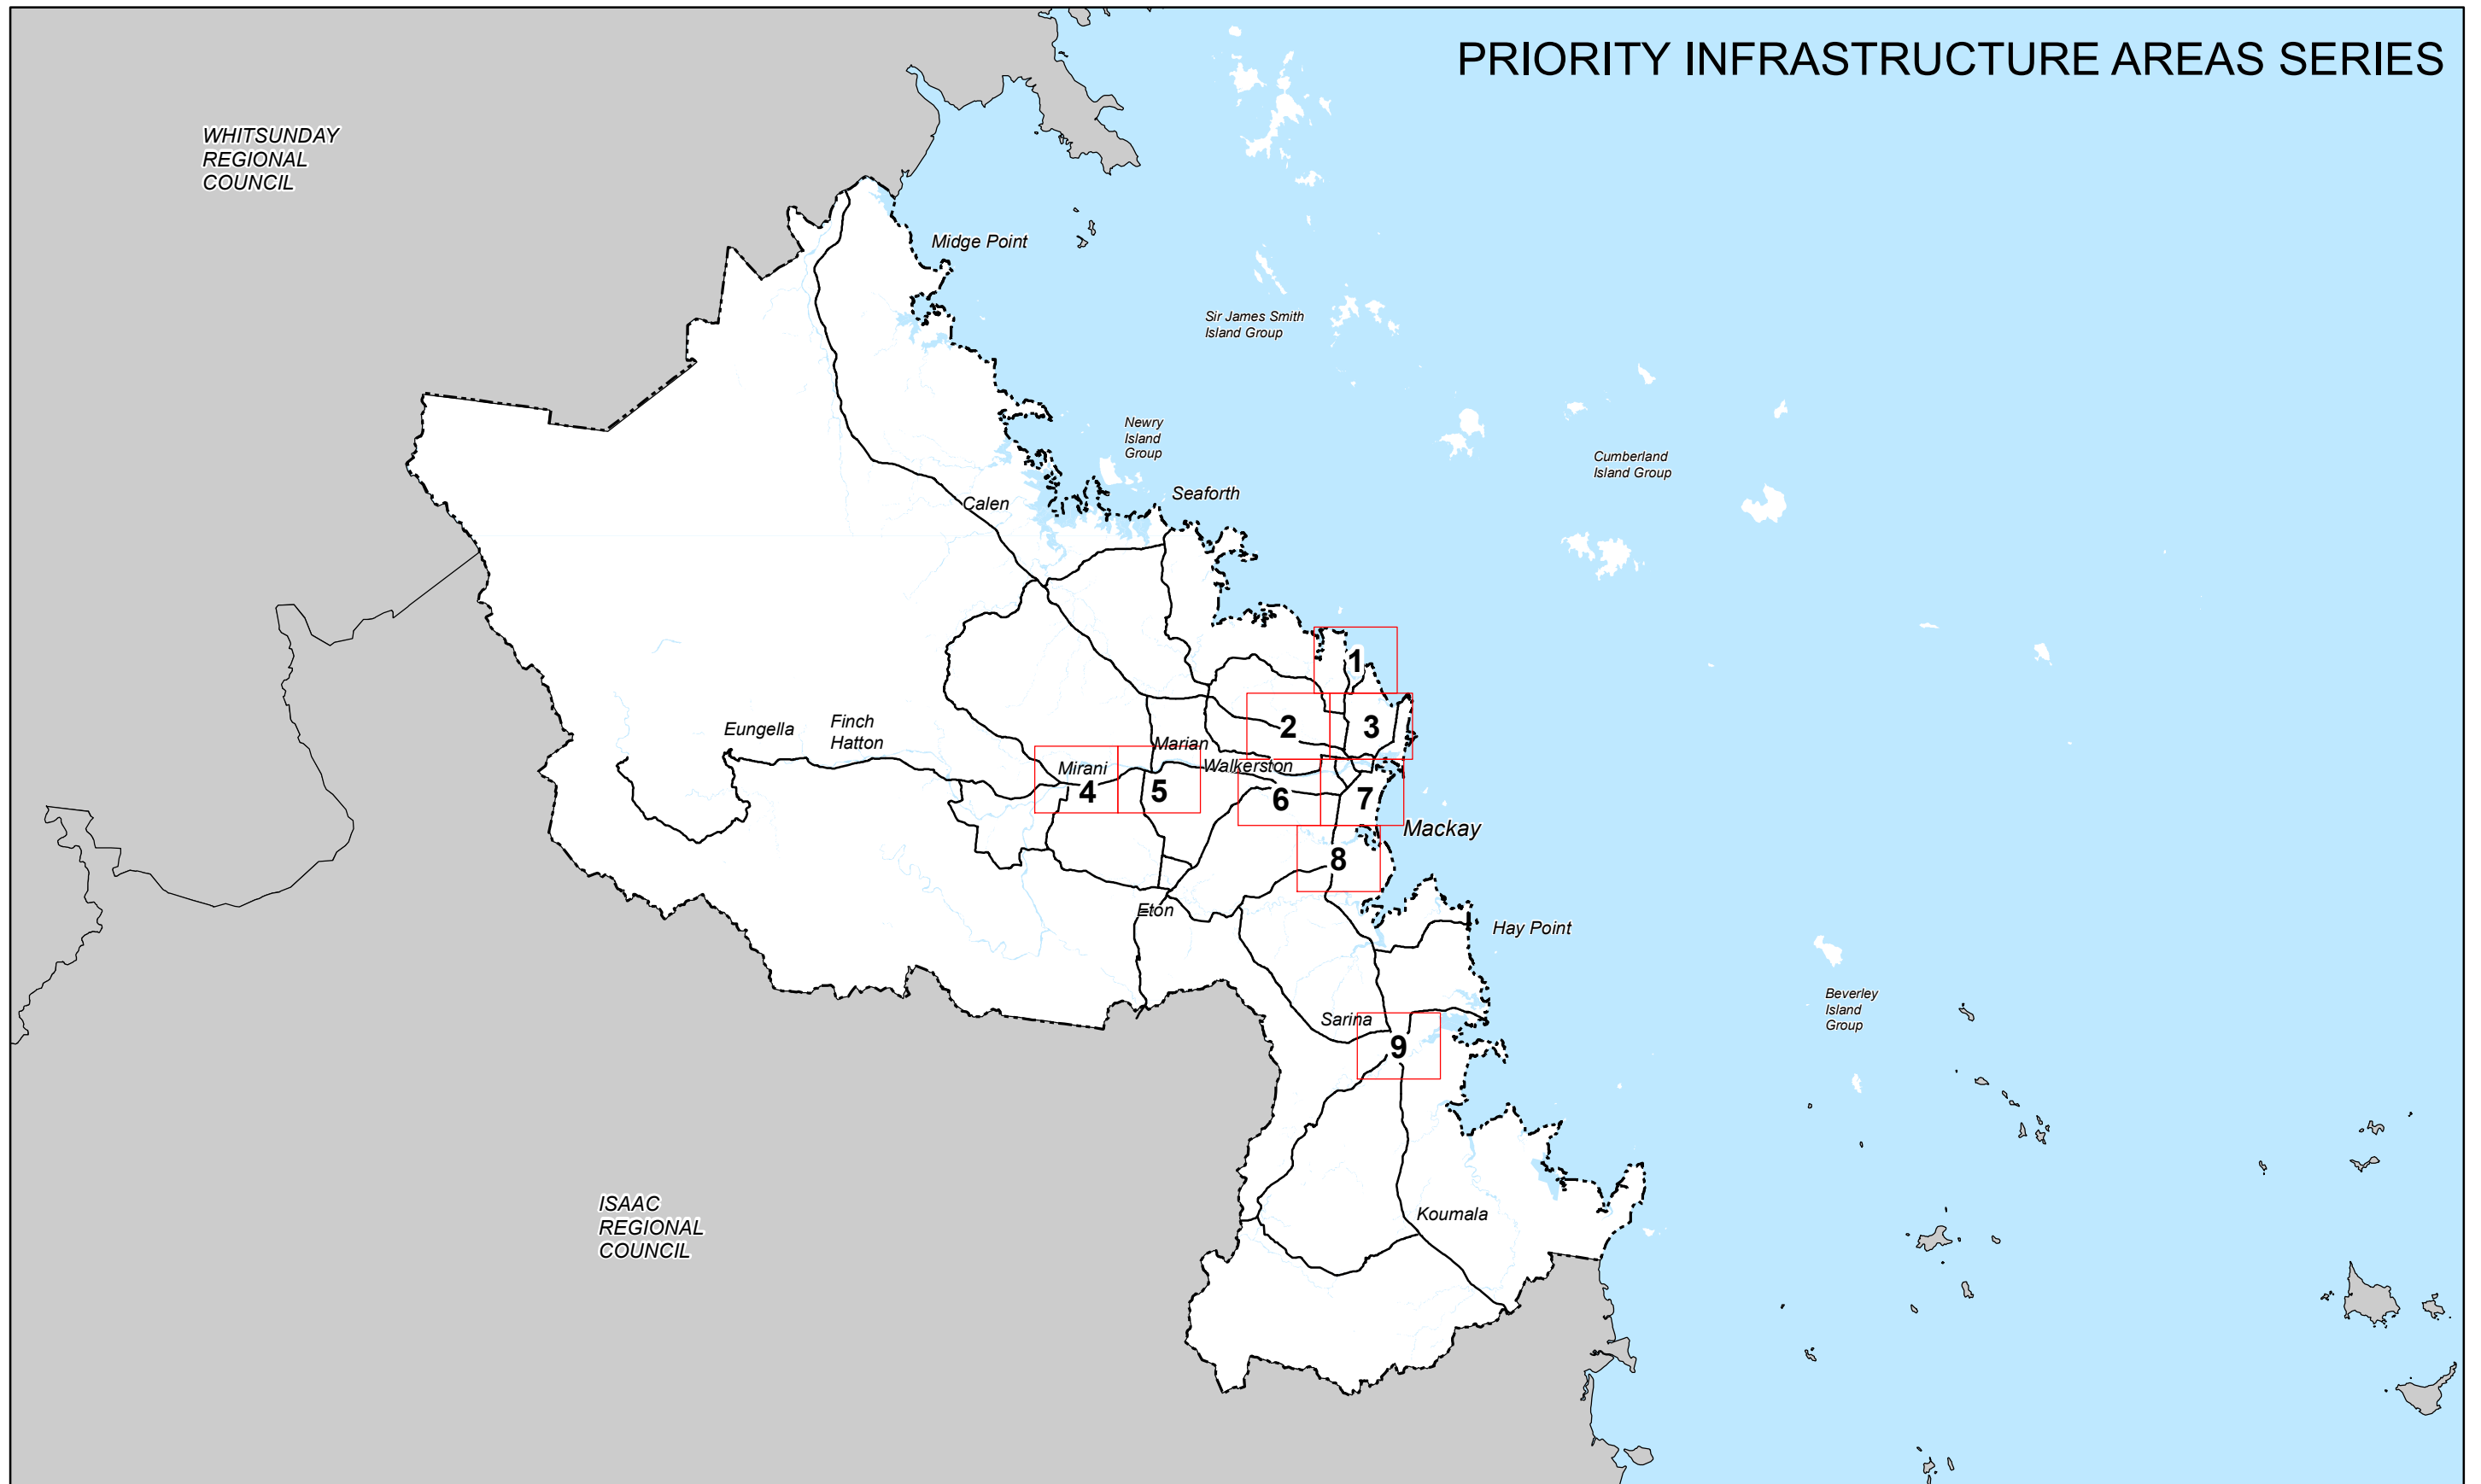 PRIORITY INFRASTRUCTURE AREAS SERIES
WHITSUNDAY
REGIONAL
COUNCIL
Midge Point
Sir James Smith
Island Group
Newry
Island
Group
Cumberland
Island Group
Seaforth
Calen
1
2
3
Eungella
Finch
Hatton
Marian
Mirani
Walkerston
4
5
6
7
Mackay
8
Eton
Hay Point
Beverley
Island
Group
Sarina
9
Koumala
ISAAC
REGIONAL
COUNCIL